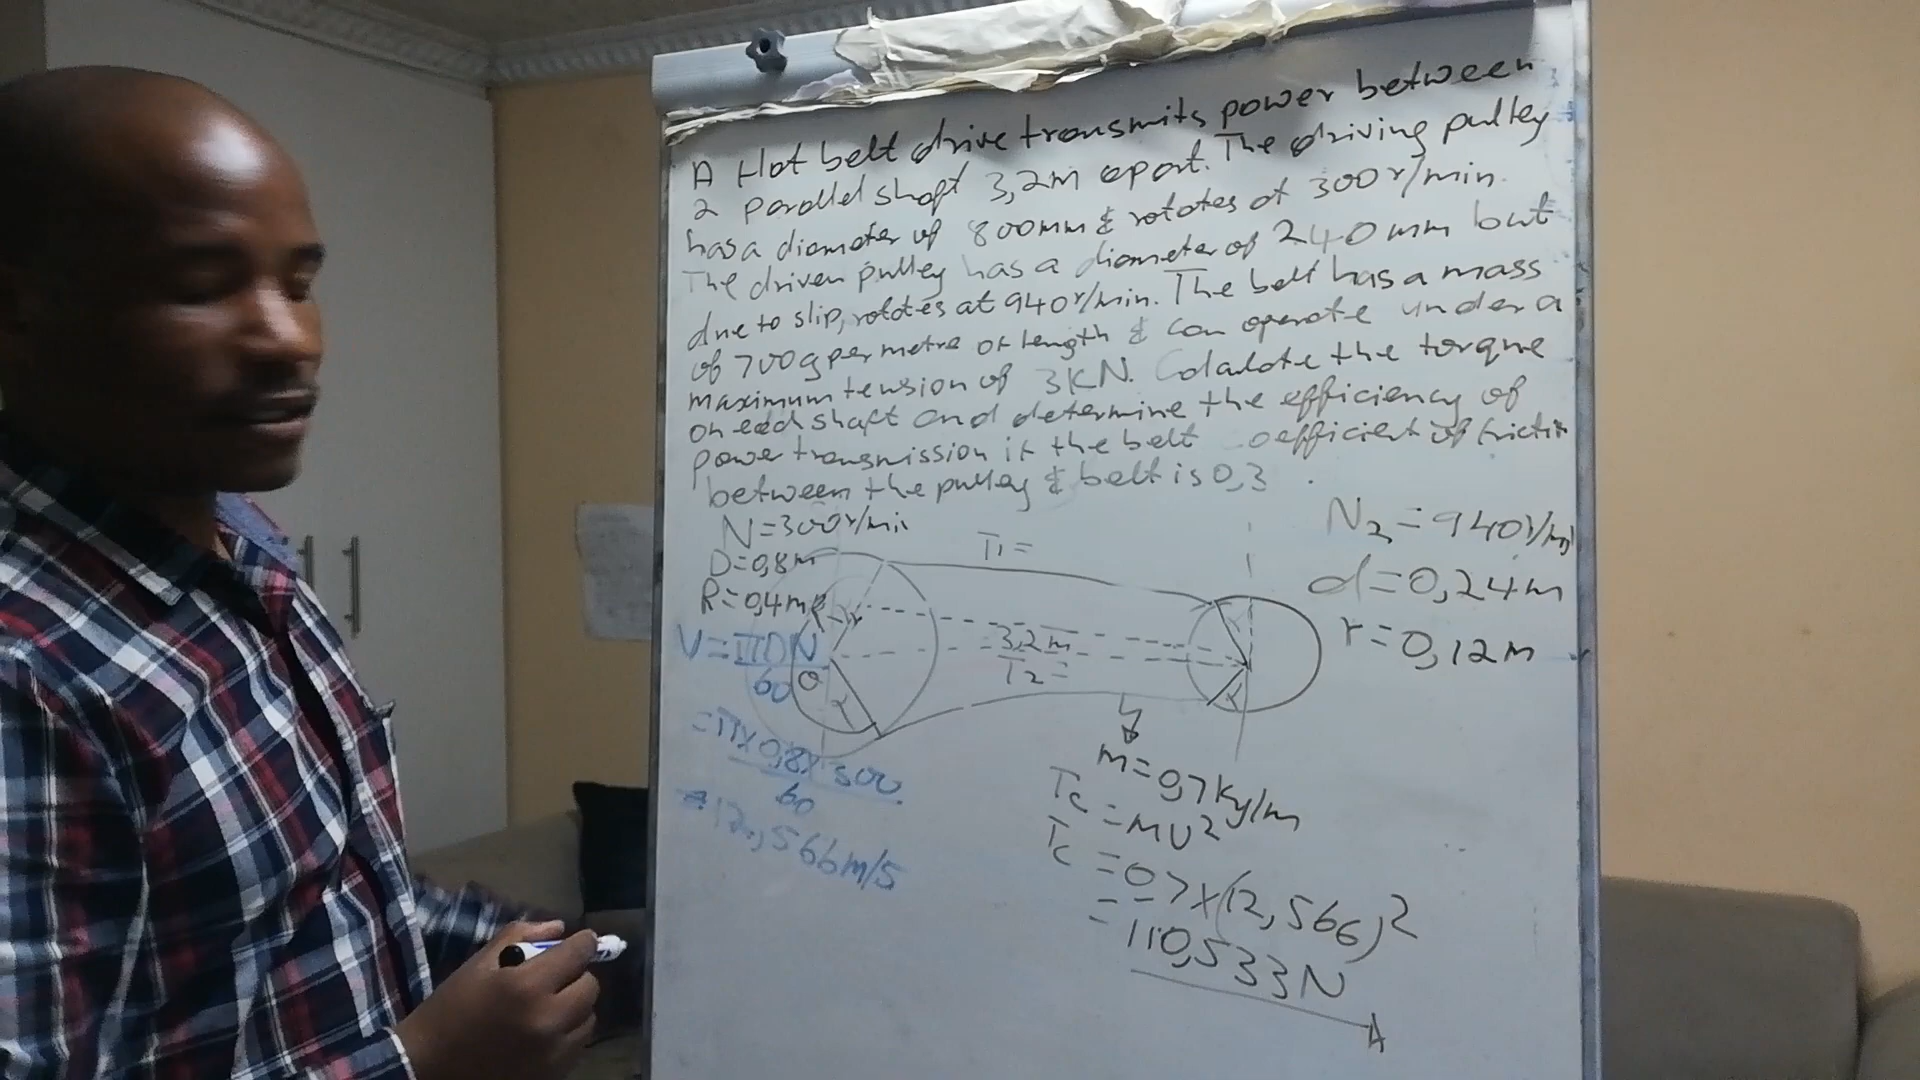 A flat belt drive transmits power between
2 parallel shaft 3,2m apart. The driving pulley
has a diameter of 800mm & rotates at 300r/min.
The driven pulley has a diameter of 240mm but
due to slip, rotates at 940r/min. The belt has a mass
of 700g per metre of length & can operate under a
maximum tension of 3KN. Calculate the torque
on each shaft and determine the efficiency of
power transmission if the belt coefficient of friction
between the pulley & belt is 0,3.
N=300r/min
D=0,8m
R=0,4m
V=πDN
60
=π×0,8×300
60
=12,566m/s
T1=
3,2m
T2=
θ
N2=940r/min
d=0,24m
r=0,12m
m=0,7kg/m
Tc=MV2
Tc=0,7×(12,566)2
=110,533N